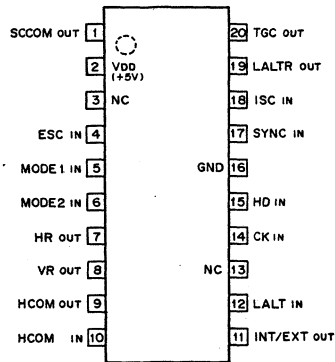 SCCOM OUT 1
2 VDD (+5V)
3 NC
ESC IN 4
MODE1 IN 5
MODE2 IN 6
HR OUT 7
VR OUT 8
HCOM OUT 9
HCOM IN 10
20 TGC OUT
19 LALTR OUT
18 ISC IN
17 SYNC IN
GND 16
15 HD IN
14 CK IN
NC 13
12 LALT IN
11 INT/EXT OUT